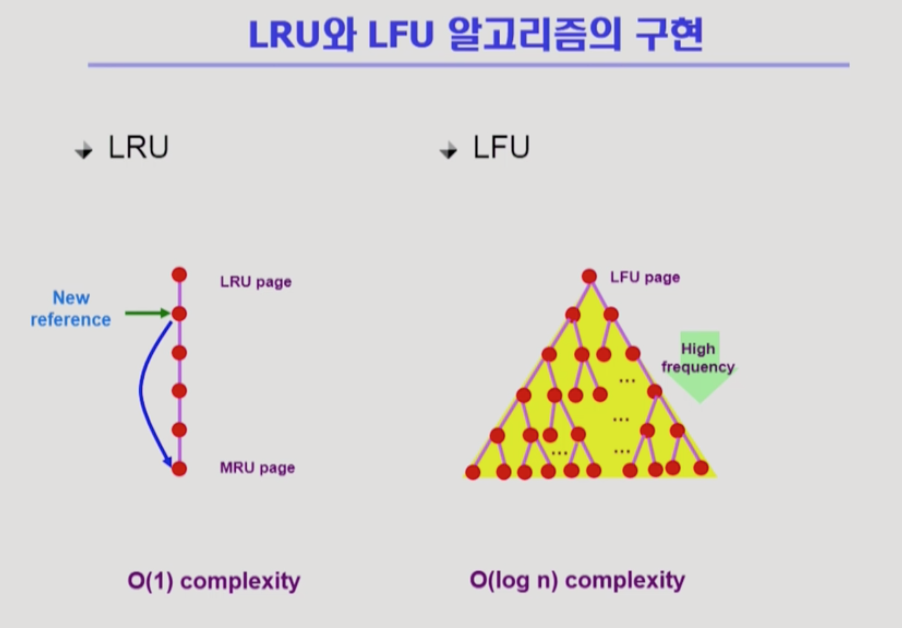 LRU와 LFU 알고리즘의 구현
LRU
LFU
New
reference
LRU page
MRU page
LFU page
High
frequency
...
...
...
...
O(1) complexity
O(log n) complexity